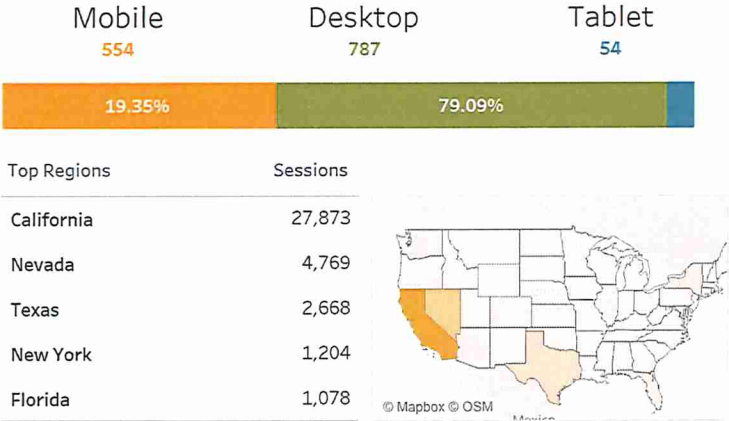 Mobile Desktop Tablet
554 787 54
19.35% 79.09%
Top Regions Sessions
California 27,873
Nevada 4,769
Texas 2,668
New York 1,204
Florida 1,078
© Mapbox © OSM
Mexico